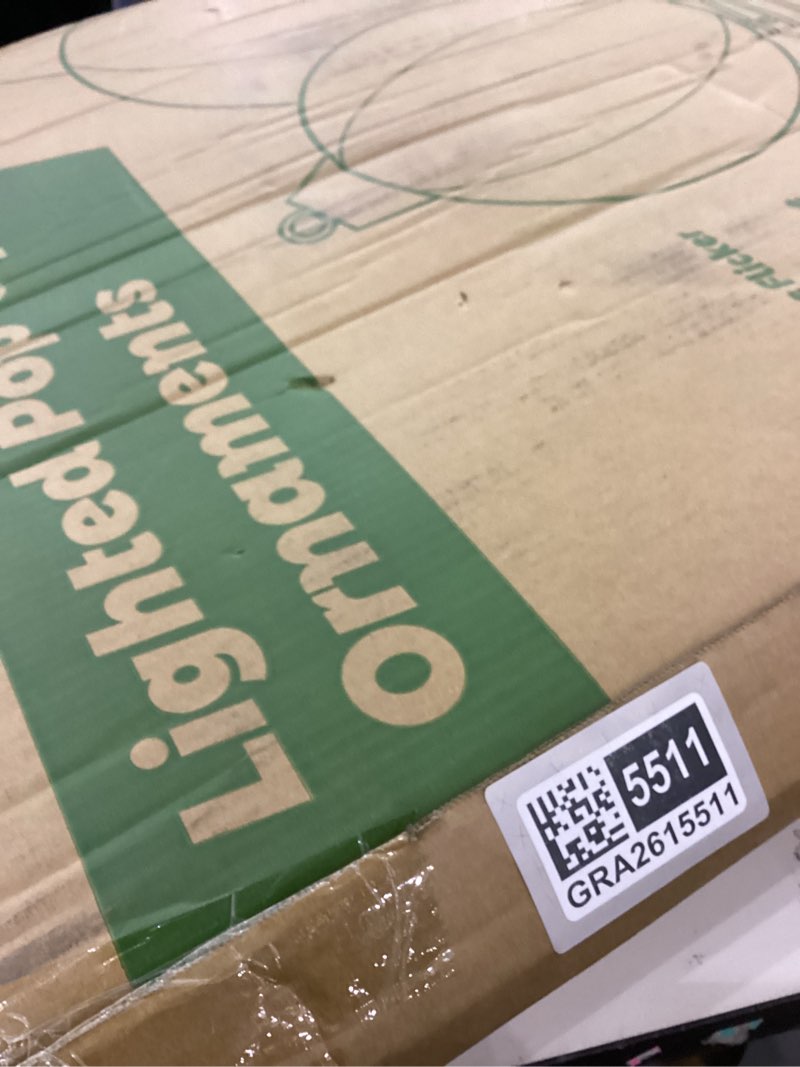 Lighted Pop
Ornaments
Flicker
5511
GRA2615511